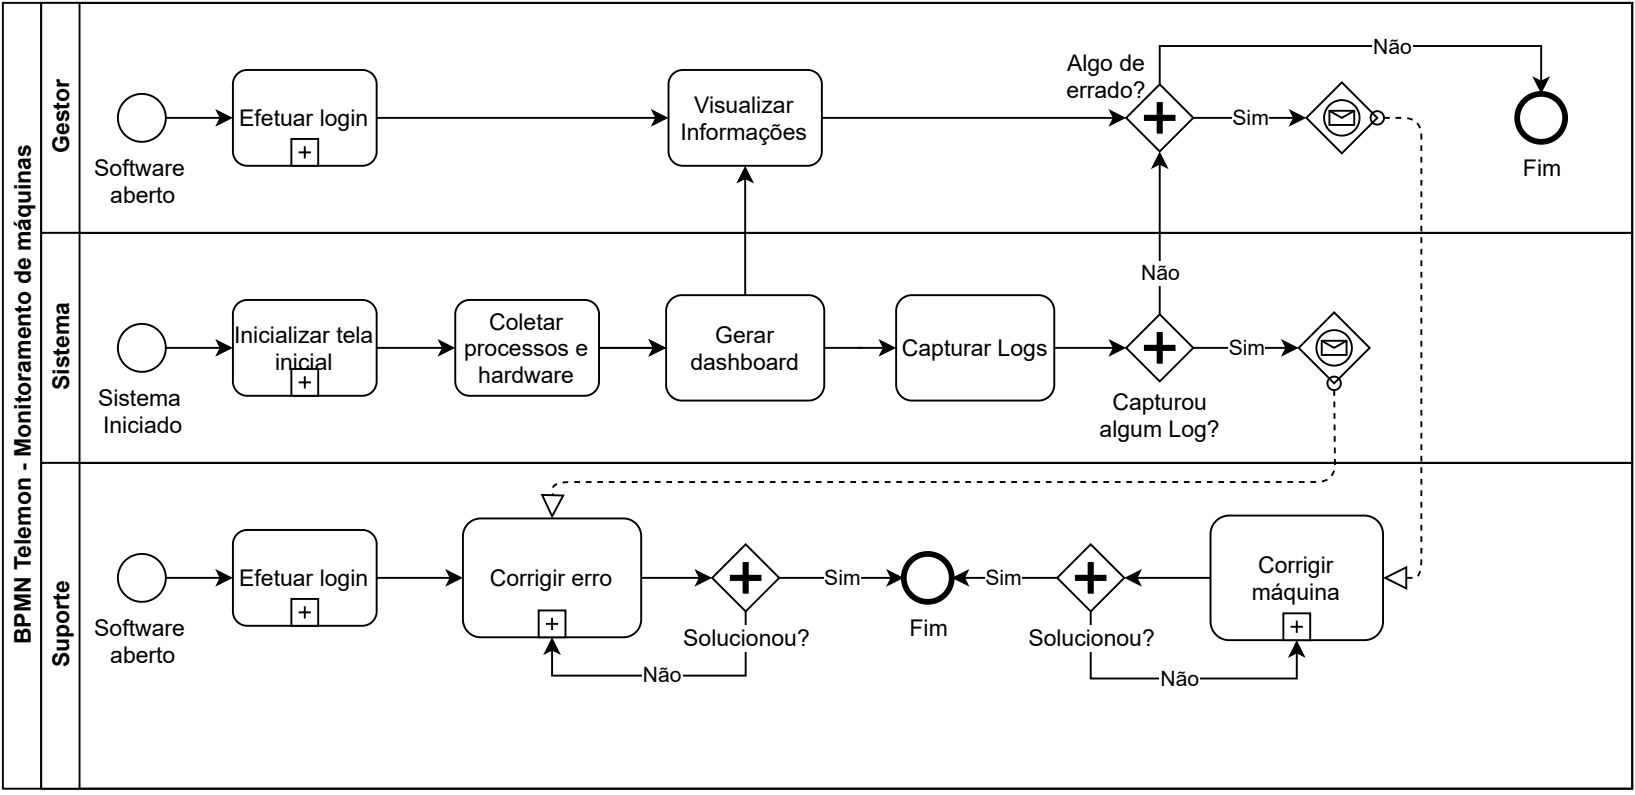 BPMN Telemon - Monitoramento de máquinas
Gestor
Software
aberto
Efetuar login
Visualizar
Informações
Algo de
errado?
Não
Sim
Fim
Sistema
Sistema
Iniciado
Inicializar tela
inicial
Coletar
processos e
hardware
Gerar
dashboard
Capturar Logs
Não
Capturou
algum Log?
Sim
Suporte
Software
aberto
Efetuar login
Corrigir erro
Solucionou?
Não
Sim
Fim
Sim
Solucionou?
Não
Corrigir
máquina